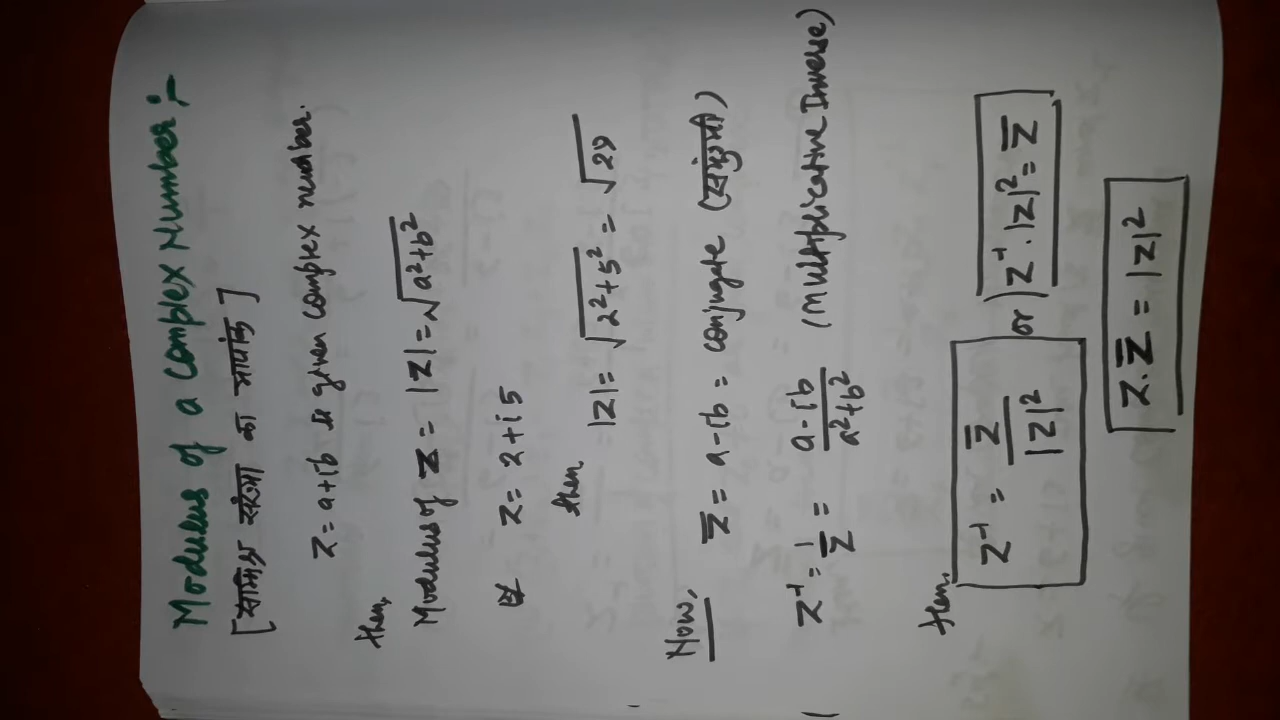 Modulus of a Complex Number :-
[सामिश्र संख्या का मापांक]
Z = a+ib is given complex number.
then,
Modulus of Z = |Z| = √a²+b²
Z = 2+i5
then
|Z| = √2²+5² = √29
Now, Z̅ = a-ib = conjugate (संयुग्मी)
Z⁻¹ = 1/Z = a-ib/a²+b² (Multiplicative Inverse)
then, Z⁻¹ = Z̅/|Z|² or) Z⁻¹.|Z|² = Z̅
Z.Z̅ = |Z|²